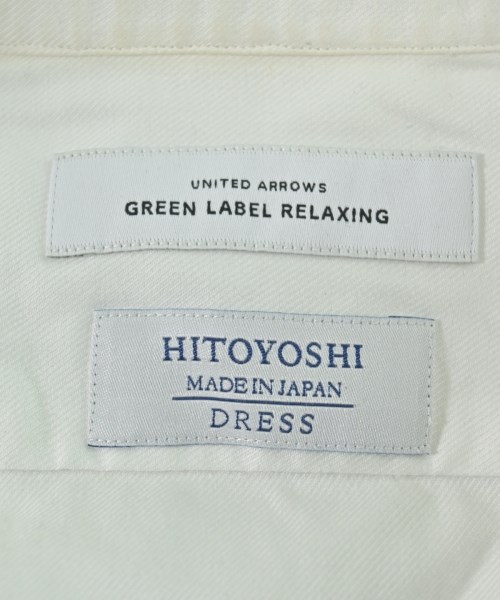 UNITED ARROWS
GREEN LABEL RELAXING
HITOYOSHI
MADE IN JAPAN
DRESS